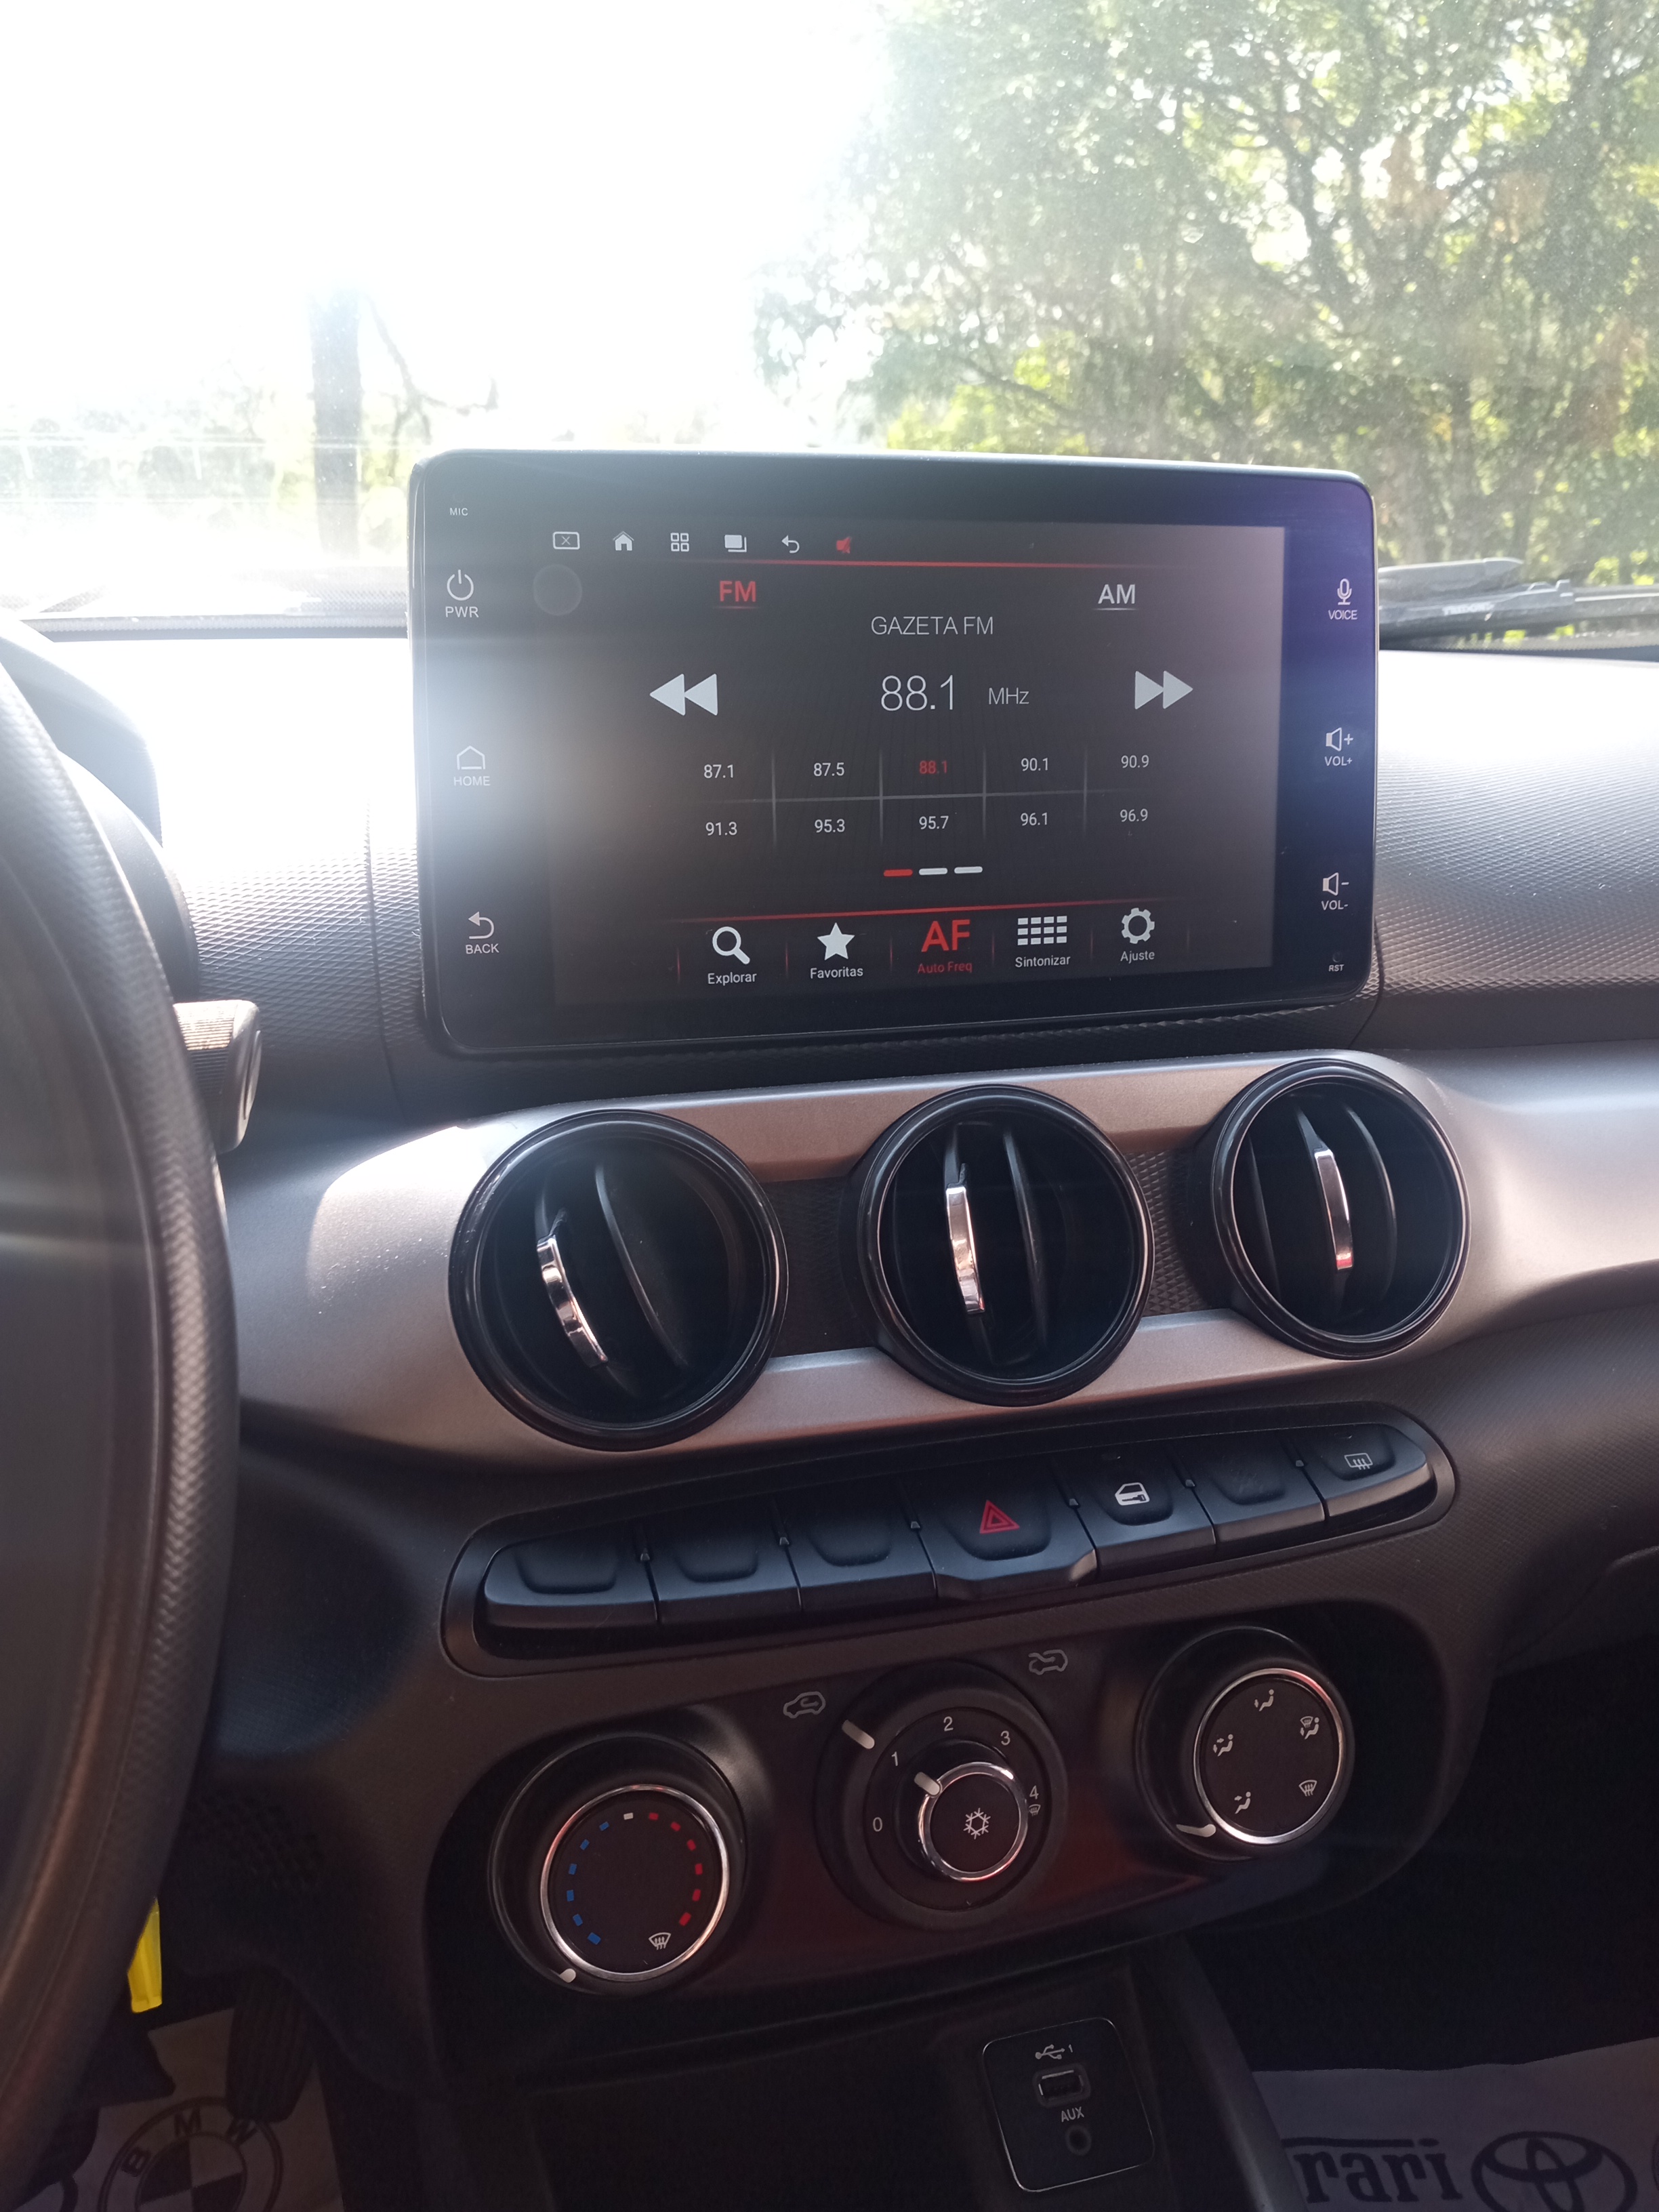 MIC
PWR
HOME
BACK
FM
AM
GAZETA FM
88.1 MHz
87.1 87.5 88.1 90.1 90.9
91.3 95.3 95.7 96.1 96.9
Explorar
Favoritas
AF
Auto Freq
Sintonizar
Ajuste
VOICE
VOL+
VOL-
RST
0 1 2 3 4
1
AUX
BMW
rari